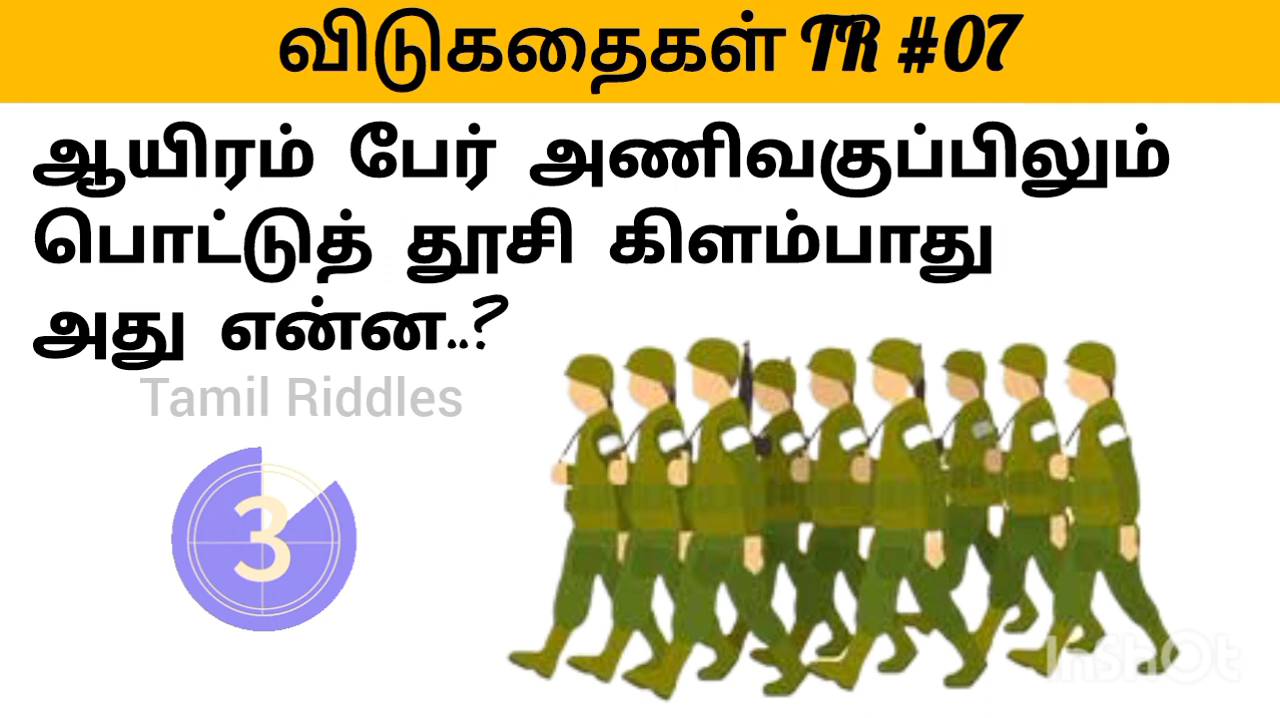 விடுகதைகள் TR #07
ஆயிரம் பேர் அணிவகுப்பிலும்
பொட்டுத் தூசி கிளம்பாது
அது என்ன..?
Tamil Riddles
3
InShOt